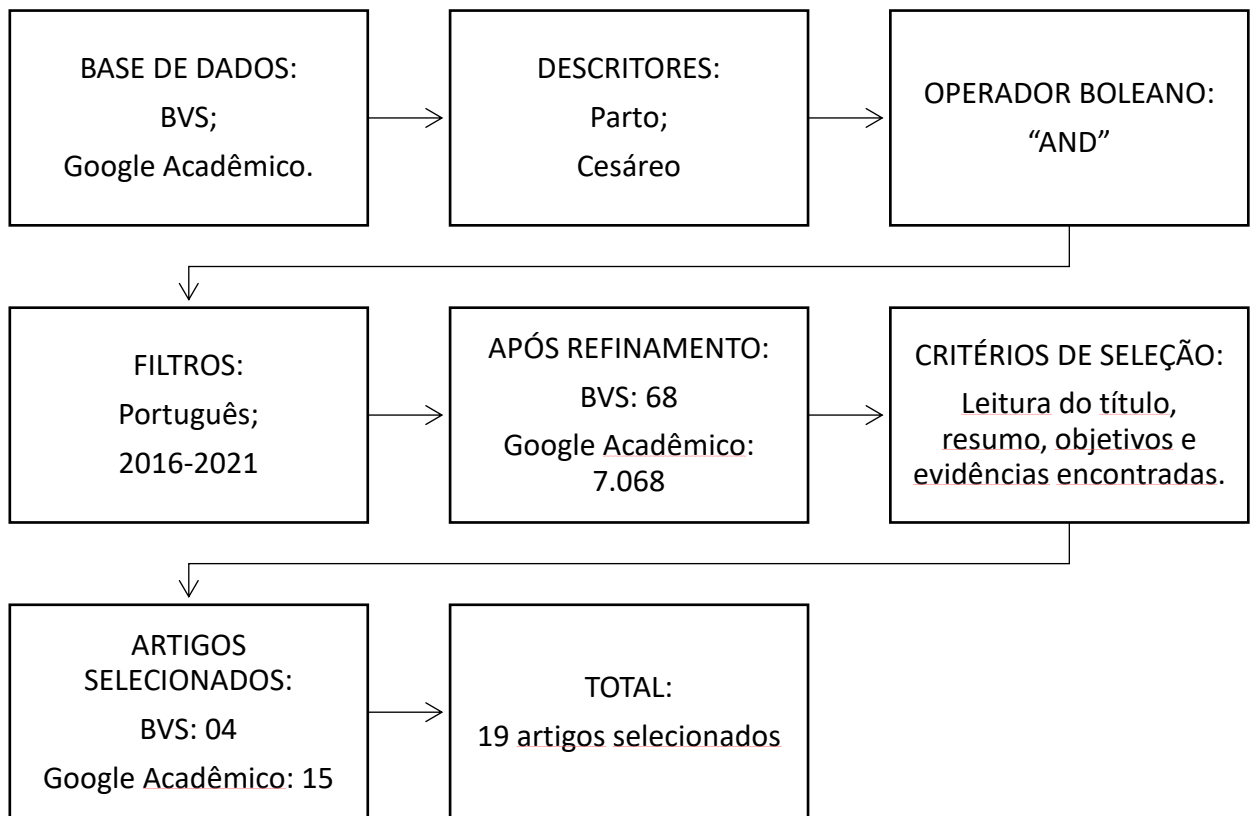 BASE DE DADOS:
BVS;
Google Acadêmico.
DESCRITORES:
Parto;
Cesáreo
OPERADOR BOLEANO:
“AND”
FILTROS:
Português;
2016-2021
APÓS REFINAMENTO:
BVS: 68
Google Acadêmico:
7.068
CRITÉRIOS DE SELEÇÃO:
Leitura do título,
resumo, objetivos e
evidências encontradas.
ARTIGOS
SELECIONADOS:
BVS: 04
Google Acadêmico: 15
TOTAL:
19 artigos selecionados